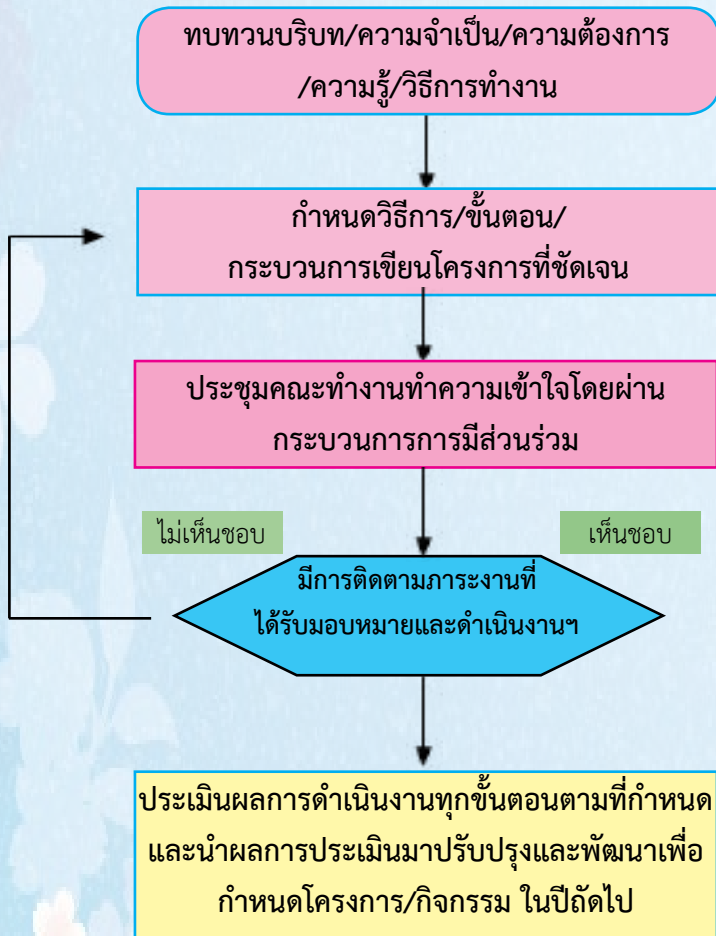 ทบทวนบริบท/ความจำเป็น/ความต้องการ
/ความรู้/วิธีการทำงาน
กำหนดวิธีการ/ขั้นตอน/
กระบวนการเขียนโครงการที่ชัดเจน
ประชุมคณะทำงานทำความเข้าใจโดยผ่าน
กระบวนการการมีส่วนร่วม
ไม่เห็นชอบ
เห็นชอบ
มีการติดตามภาระงานที่
ได้รับมอบหมายและดำเนินงานฯ
ประเมินผลการดำเนินงานทุกขั้นตอนตามที่กำหนด
และนำผลการประเมินมาปรับปรุงและพัฒนาเพื่อ
กำหนดโครงการ/กิจกรรม ในปีถัดไป